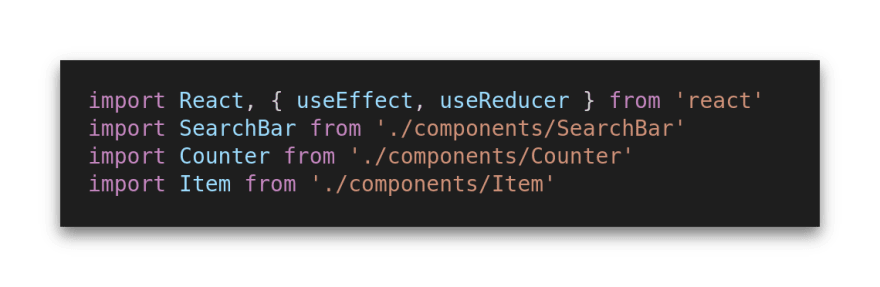 import React, { useEffect, useReducer } from 'react'
import SearchBar from './components/SearchBar'
import Counter from './components/Counter'
import Item from './components/Item'